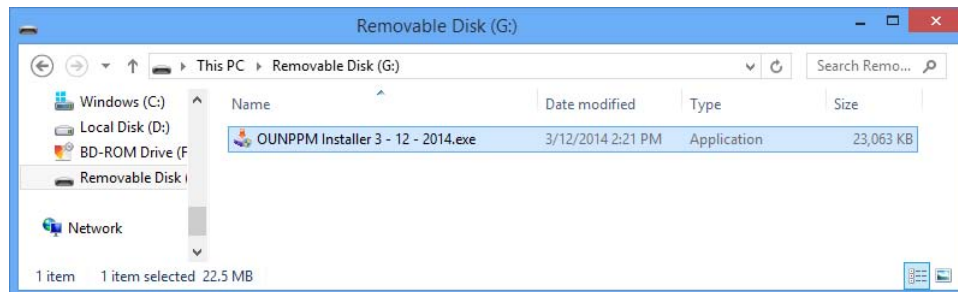 Removable Disk (G:)
This PC Removable Disk (G:)
Search Remo...
Windows (C:)
Local Disk (D:)
BD-ROM Drive (F
Removable Disk (
Network
Name Date modified Type Size
OUNPPM Installer 3 - 12 - 2014.exe 3/12/2014 2:21 PM Application 23,063 KB
1 item 1 item selected 22.5 MB